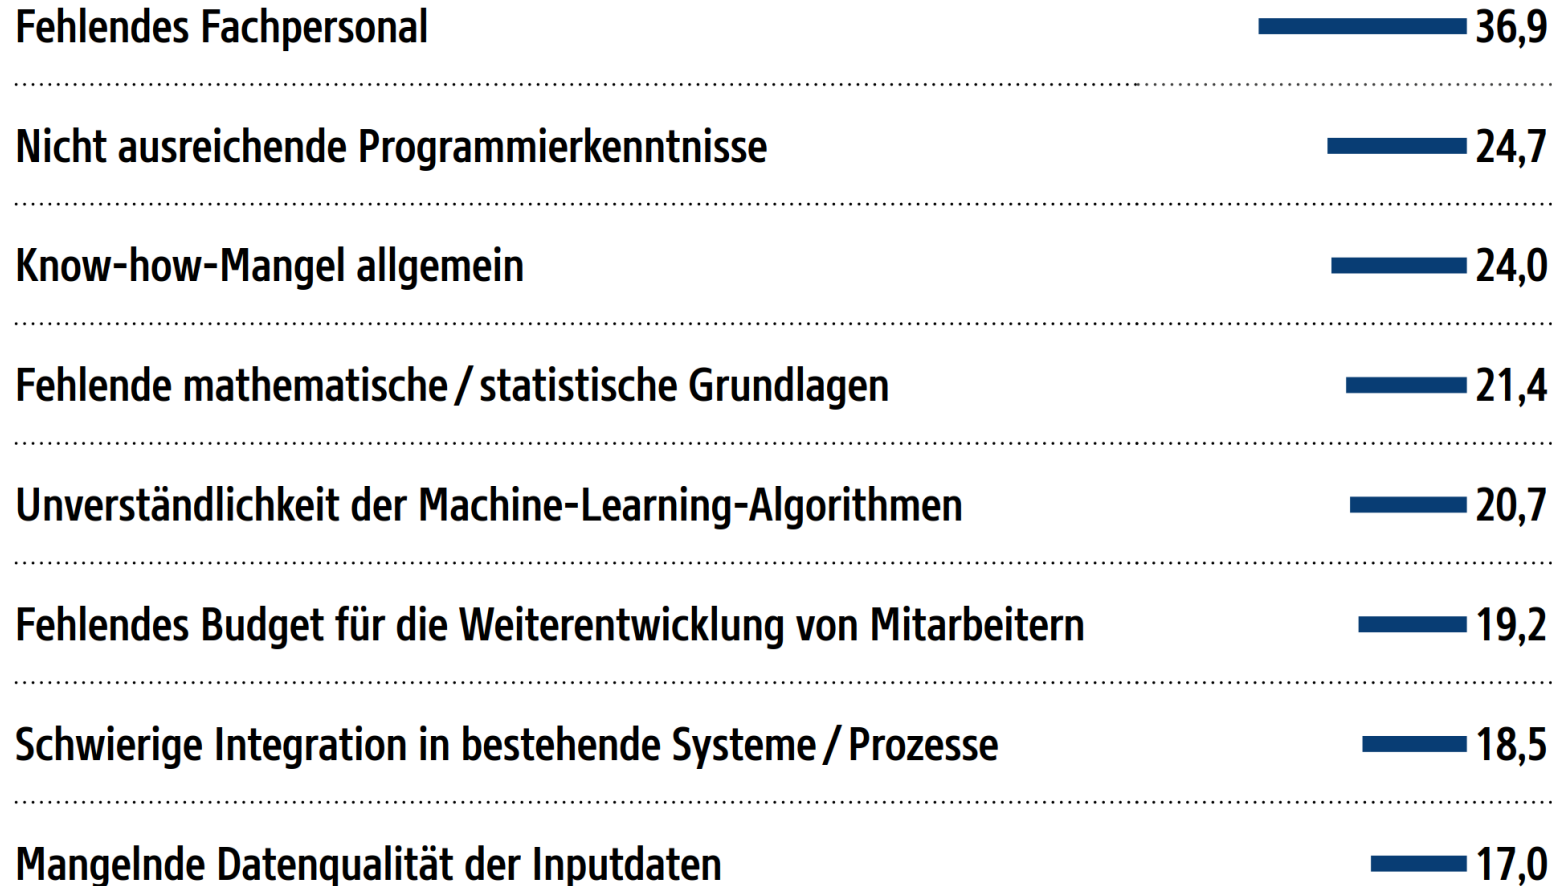 Fehlendes Fachpersonal 36,9
Nicht ausreichende Programmierkenntnisse 24,7
Know-how-Mangel allgemein 24,0
Fehlende mathematische / statistische Grundlagen 21,4
Unverständlichkeit der Machine-Learning-Algorithmen 20,7
Fehlendes Budget für die Weiterentwicklung von Mitarbeitern 19,2
Schwierige Integration in bestehende Systeme / Prozesse 18,5
Mangelnde Datenqualität der Inputdaten 17,0